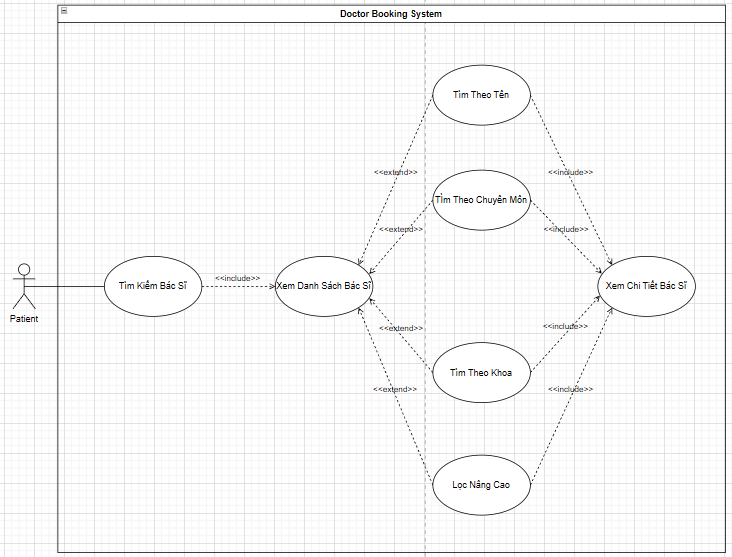 Doctor Booking System
Tìm Theo Tên
<<extend>>
<<include>>
Tìm Theo Chuyên Môn
<<extend>>
<<include>>
Tìm Kiếm Bác Sĩ
<<include>>
Xem Danh Sách Bác Sĩ
Xem Chi Tiết Bác Sĩ
Patient
<<extend>>
<<include>>
Tìm Theo Khoa
<<extend>>
<<include>>
Lọc Nâng Cao